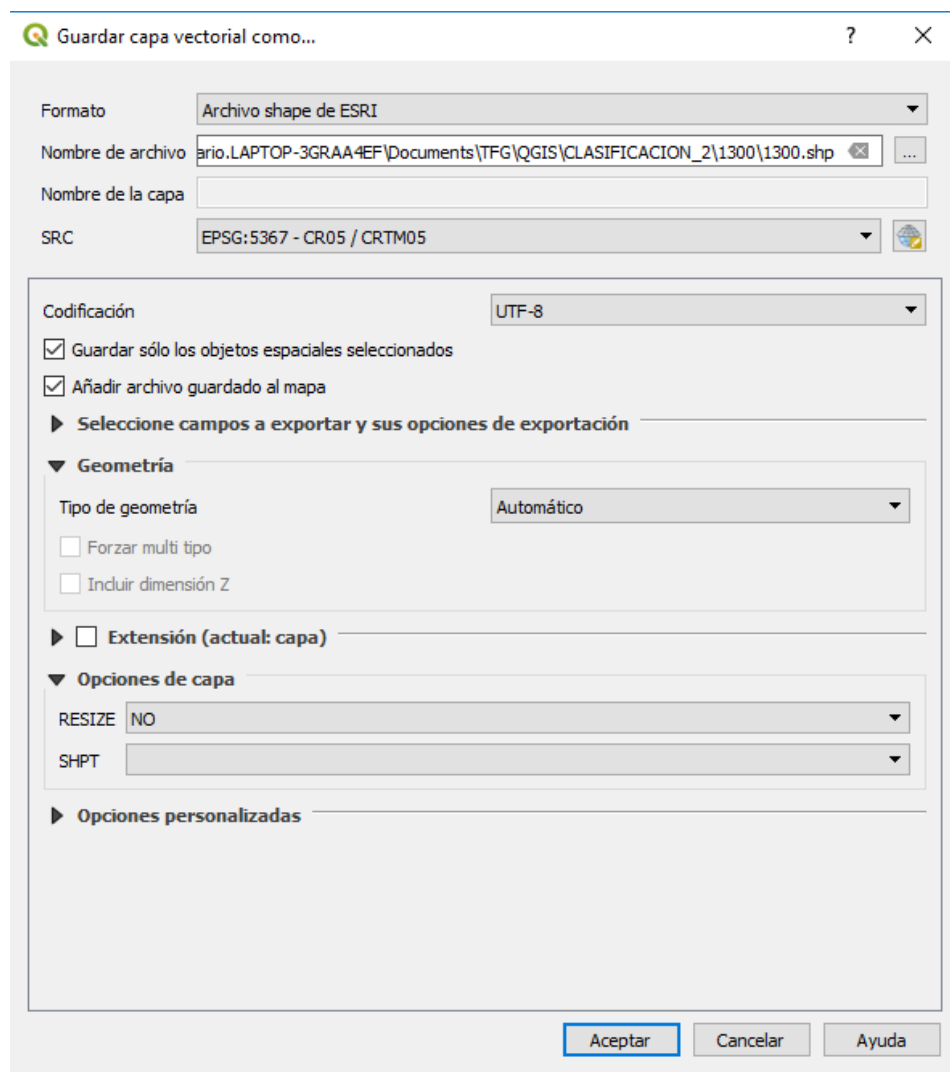 Guardar capa vectorial como...
?
Formato Archivo shape de ESRI
Nombre de archivo ario.LAPTOP-3GRAA4EF\Documents\TFG\QGIS\CLASIFICACION_2\1300\1300.shp ...
Nombre de la capa
SRC EPSG:5367 - CR05 / CRTM05
Codificación UTF-8
Guardar sólo los objetos espaciales seleccionados
Añadir archivo guardado al mapa
Seleccione campos a exportar y sus opciones de exportación
Geometría
Tipo de geometría Automático
Forzar multi tipo
Incluir dimensión Z
Extensión (actual: capa)
Opciones de capa
RESIZE NO
SHPT
Opciones personalizadas
Aceptar Cancelar Ayuda